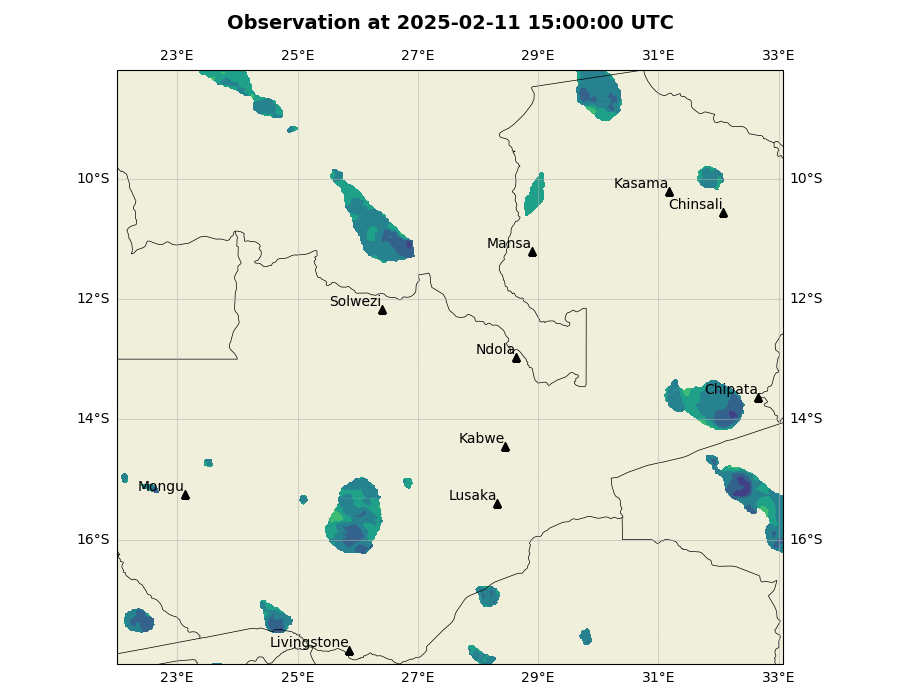 Observation at 2025-02-11 15:00:00 UTC
23°E 25°E 27°E 29°E 31°E 33°E
10°S 10°S
Kasama
Chinsali
Mansa
12°S 12°S
Solwezi
Ndola
Chipata
14°S 14°S
Kabwe
Mongu
Lusaka
16°S 16°S
Livingstone
23°E 25°E 27°E 29°E 31°E 33°E